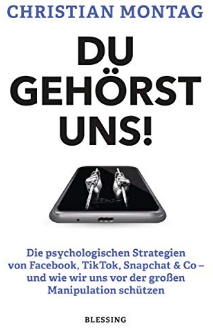 CHRISTIAN MONTAG
DU
GEHÖRST
UNS!
Die psychologischen Strategien
von Facebook, TikTok, Snapchat & Co –
und wie wir uns vor der großen
Manipulation schützen
BLESSING